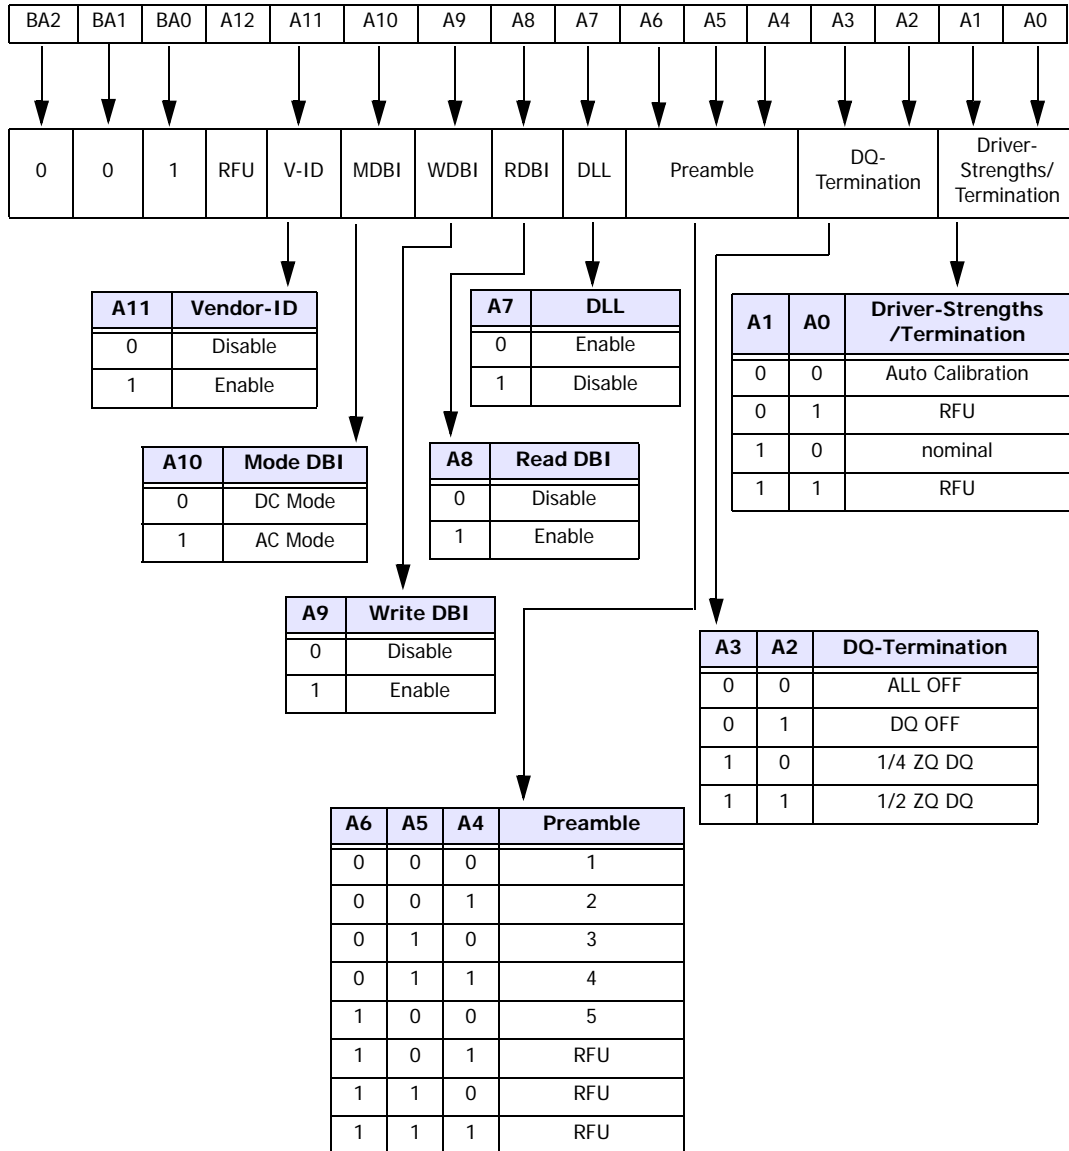 BA2 BA1 BA0 A12 A11 A10 A9 A8 A7 A6 A5 A4 A3 A2 A1 A0
0 0 1 RFU V-ID MDBI WDBI RDBI DLL Preamble DQ-
Termination Driver-
Strengths/
Termination
A11 Vendor-ID
0 Disable
1 Enable
A7 DLL
0 Enable
1 Disable
A1 A0 Driver-Strengths
/Termination
0 0 Auto Calibration
0 1 RFU
1 0 nominal
1 1 RFU
A10 Mode DBI
0 DC Mode
1 AC Mode
A8 Read DBI
0 Disable
1 Enable
A9 Write DBI
0 Disable
1 Enable
A3 A2 DQ-Termination
0 0 ALL OFF
0 1 DQ OFF
1 0 1/4 ZQ DQ
1 1 1/2 ZQ DQ
A6 A5 A4 Preamble
0 0 0 1
0 0 1 2
0 1 0 3
0 1 1 4
1 0 0 5
1 0 1 RFU
1 1 0 RFU
1 1 1 RFU